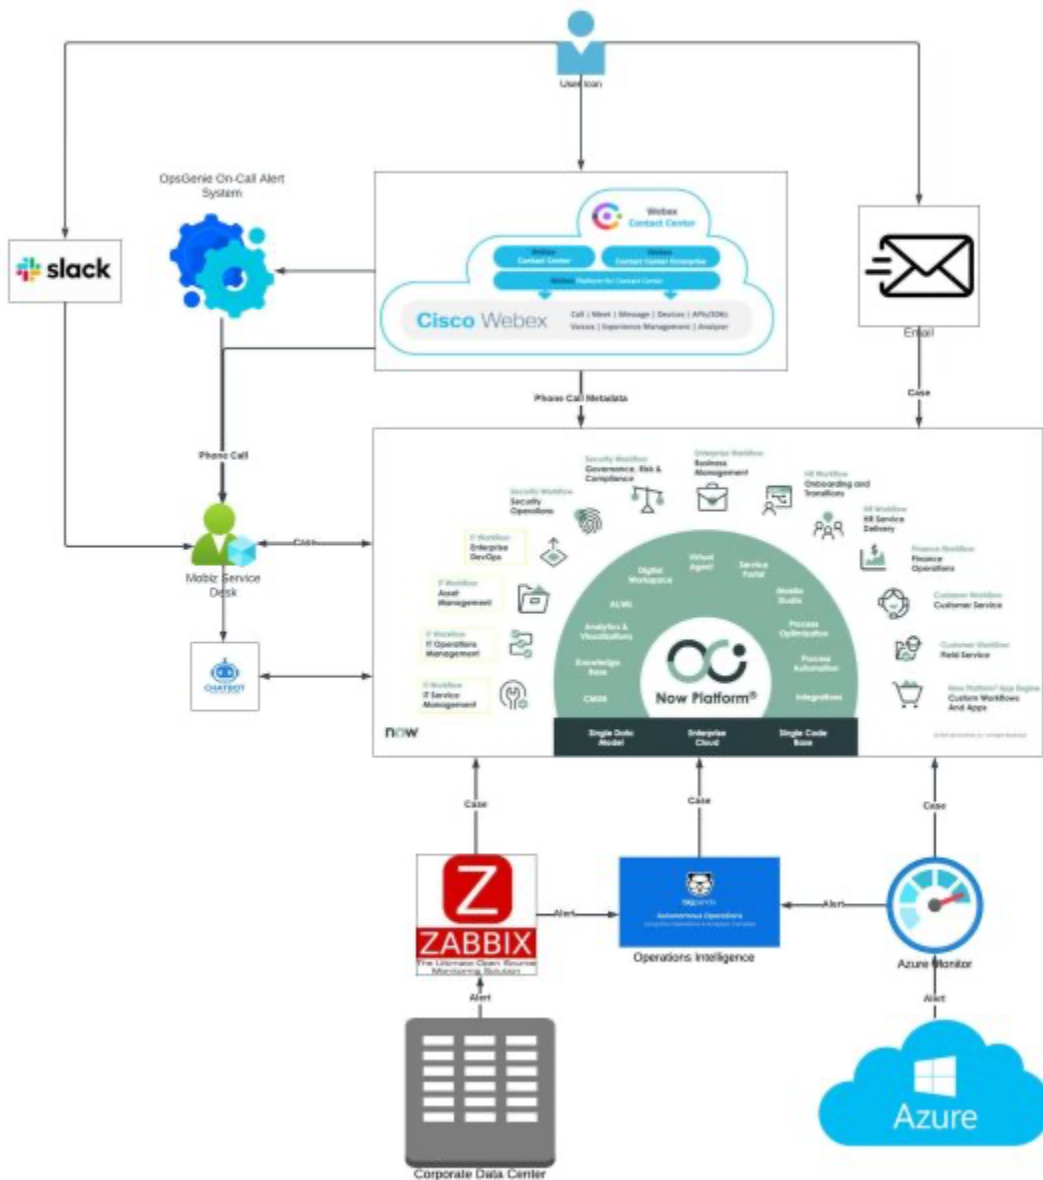 User Icon
OpsGenie On-Call Alert
System
slack
Webex
Contact Center
Webex
Contact Center
Webex
Contact Center Enterprise
Webex Platform for Contact Center
Cisco Webex
Call | Meet | Message | Devices | APIs/SDKs
Voicea | Experience Management | Analyzer
Email
Phone Call Metadata
Case
Phone Call
Mobiz Service
Desk
Case
CHATBOT
Security Workflow
Governance, Risk &
Compliance
Enterprise Workflow
Business
Management
HR Workflow
Onboarding and
Transitions
Security Workflow
Security
Operations
HR Workflow
HR Service
Delivery
IT Workflow
Enterprise
DevOps
Finance Workflow
Finance
Operations
IT Workflow
Asset
Management
Customer Workflow
Customer Service
IT Workflow
IT Operations
Management
Customer Workflow
Field Service
IT Workflow
IT Service
Management
Now Platform® App Engine
Custom Workflows
And Apps
Virtual
Agent
Digital
Workspace
Service
Portal
AI/ML
Mobile
Studio
Analytics &
Visualizations
Process
Optimization
Knowledge
Base
Process
Automation
CMDB
Integrations
Now Platform®
now
Single Data
Model
Enterprise
Cloud
Single Code
Base
Case
Case
Case
Z
ZABBIX
The Ultimate Open Source
Monitoring Solution
Alert
bigpanda
Autonomous Operations
Operations Intelligence
Alert
Azure Monitor
Alert
Alert
Azure
Corporate Data Center